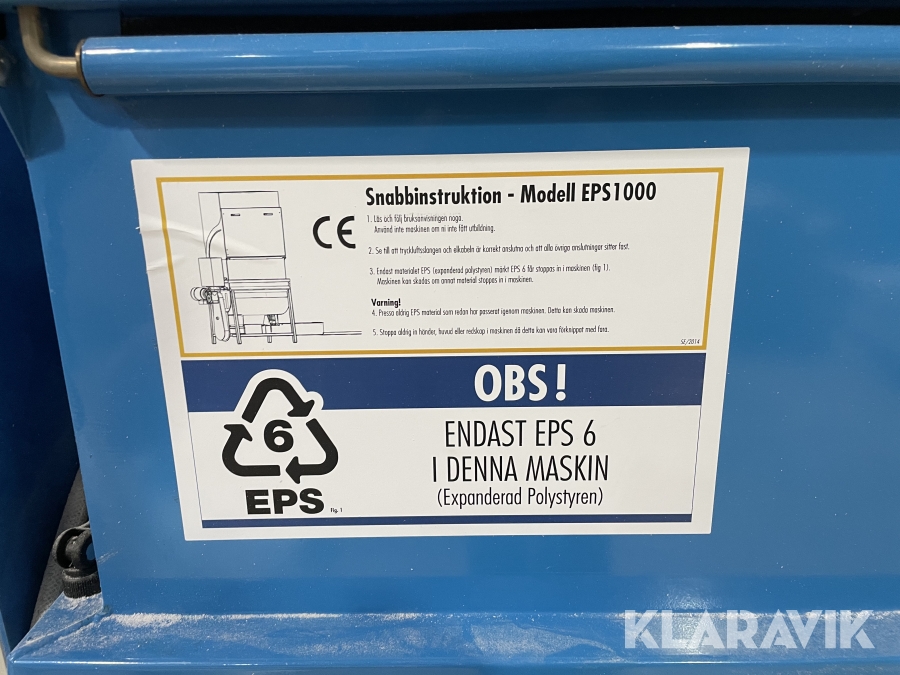 Snabbinstruktion - Modell EPS1000
1. Läs och följ bruksanvisningen noga.
Använd inte maskinen om ni inte fått utbildning.
2. Se till att tryckluftsslangen och elkabeln är korrekt anslutna och att alla övriga anslutningar sitter fast.
3. Endast materialet EPS (expanderad polystyren) märkt EPS 6 får stoppas in i maskinen (fig 1).
Maskinen kan skadas om annat material stoppas in i maskinen.
Varning!
4. Pressa aldrig EPS material som redan har passerat igenom maskinen. Detta kan skada maskinen.
5. Stoppa aldrig in händer, huvud eller redskap i maskinen då detta kan vara förknippat med fara.
CE
SE/2014
OBS!
6
EPS
Fig. 1
ENDAST EPS 6
I DENNA MASKIN
(Expanderad Polystyren)
KLARAVIK